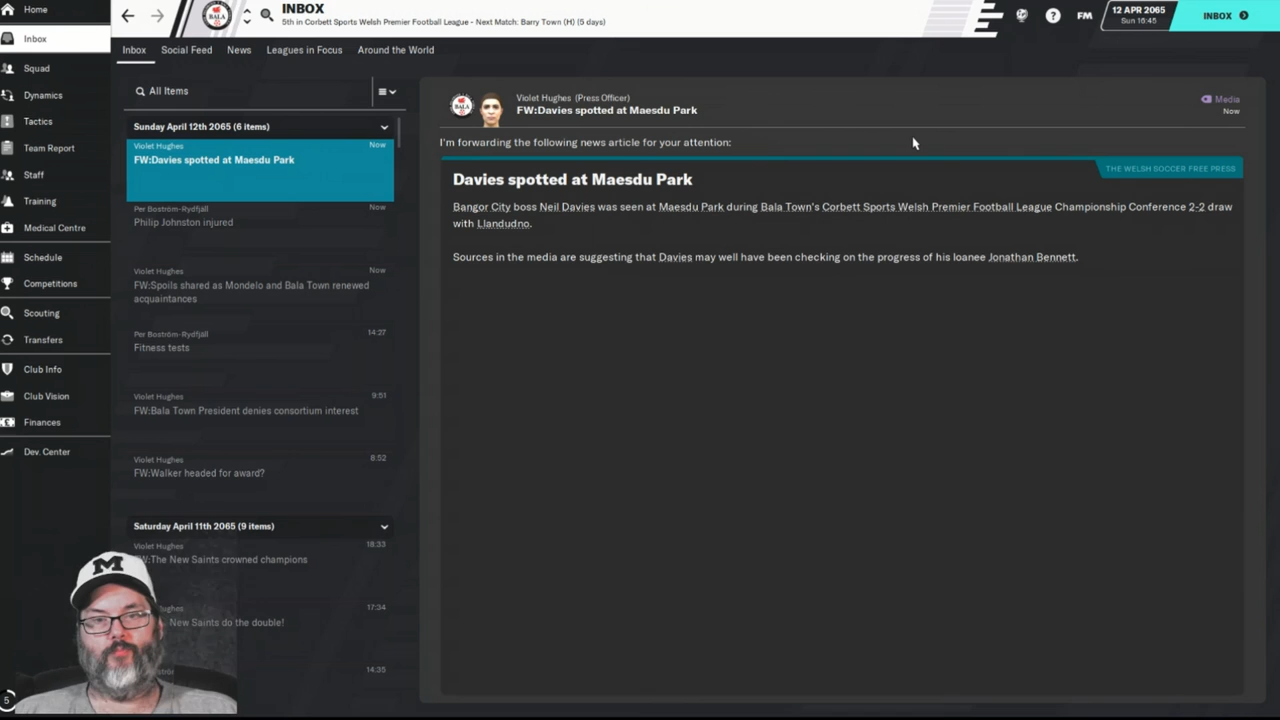 Home
Inbox
Squad
Dynamics
Tactics
Team Report
Staff
Training
Medical Centre
Schedule
Competitions
Scouting
Transfers
Club Info
Club Vision
Finances
Dev. Center
5
BALA
INBOX
5th in Corbett Sports Welsh Premier Football League - Next Match: Barry Town (H) (5 days)
FM
12 APR 2065
Sun 16:45
INBOX
Inbox
Social Feed
News
Leagues in Focus
Around the World
All Items
Sunday April 12th 2065 (6 items)
Violet Hughes
Now
FW:Davies spotted at Maesdu Park
Per Boström-Rydfjäll
Now
Philip Johnston injured
Violet Hughes
Now
FW:Spoils shared as Mondelo and Bala Town renewed
acquaintances
Per Boström-Rydfjäll
14:27
Fitness tests
Violet Hughes
9:51
FW:Bala Town President denies consortium interest
Violet Hughes
8:52
FW:Walker headed for award?
Saturday April 11th 2065 (9 items)
Violet Hughes
18:33
W:The New Saints crowned champions
Hughes
17:34
New Saints do the double!
14:35
M
BALA
Violet Hughes (Press Officer)
FW:Davies spotted at Maesdu Park
Media
Now
I'm forwarding the following news article for your attention:
THE WELSH SOCCER FREE PRESS
Davies spotted at Maesdu Park
Bangor City boss Neil Davies was seen at Maesdu Park during Bala Town's Corbett Sports Welsh Premier Football League Championship Conference 2-2 draw
with Llandudno.
Sources in the media are suggesting that Davies may well have been checking on the progress of his loanee Jonathan Bennett.